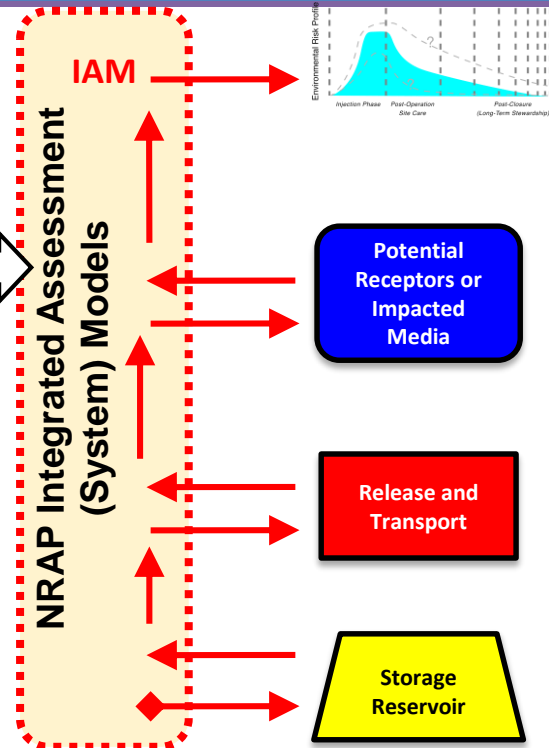 IAM
NRAP Integrated Assessment
(System) Models
Environmental Risk Profile
?
?
Injection Phase
Post-Operation
Site Care
Post-Closure
(Long-Term Stewardship)
Potential
Receptors or
Impacted
Media
Release and
Transport
Storage
Reservoir